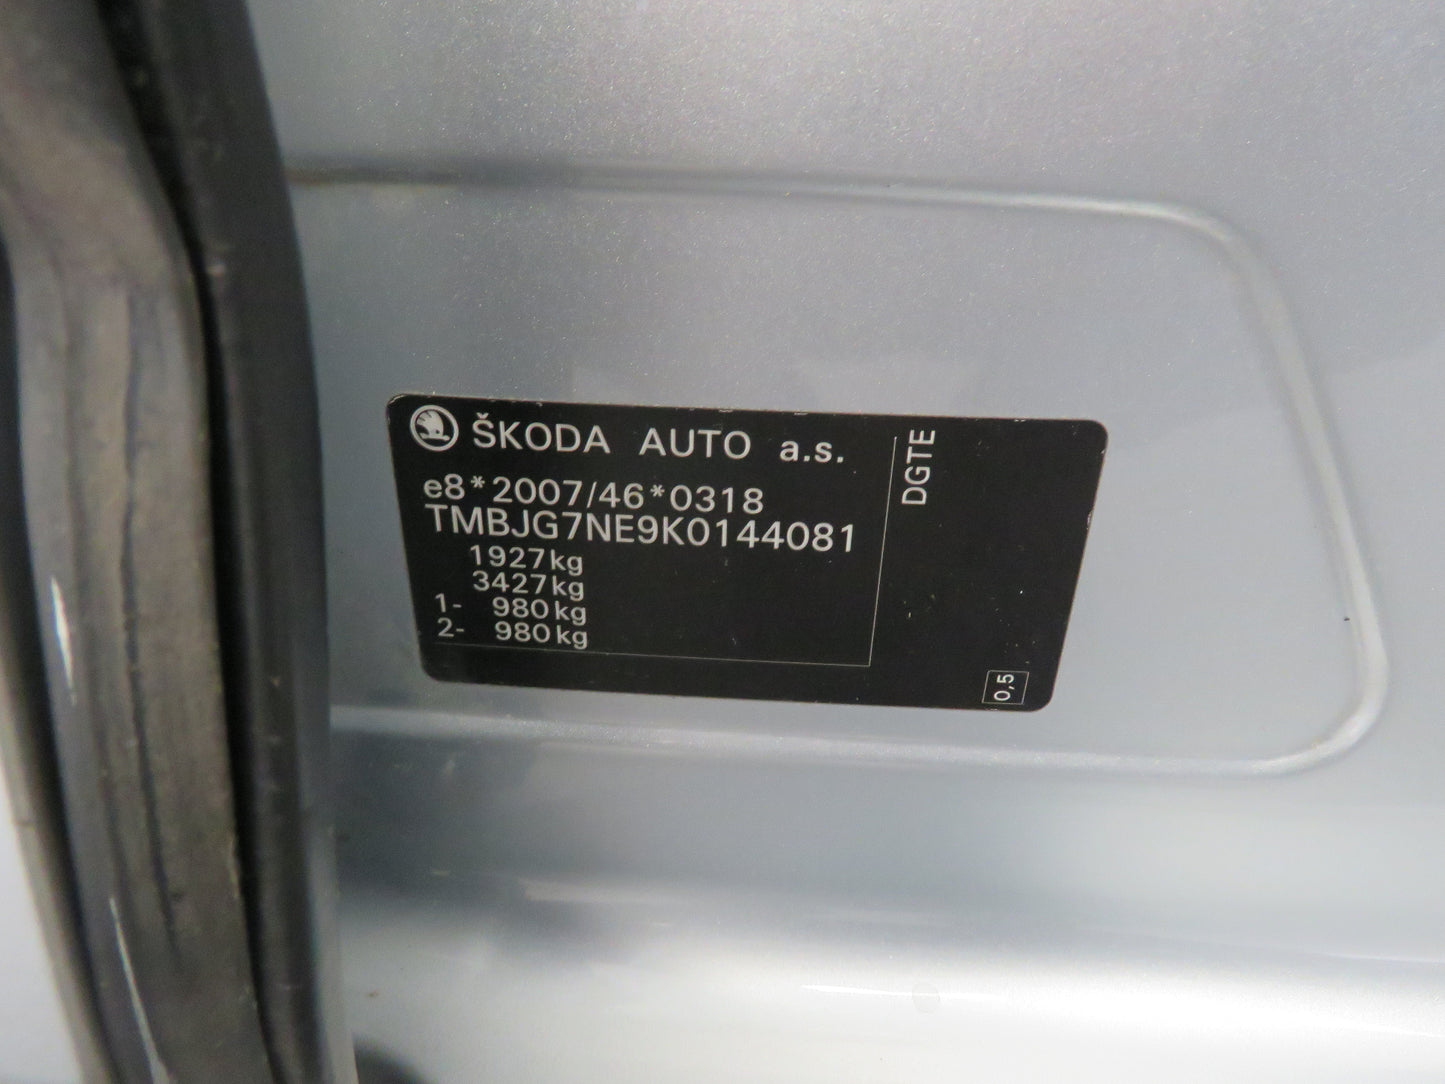 ŠKODA AUTO a.s.
e8*2007/46*0318
TMBJG7NE9K0144081
1927kg
3427kg
1- 980kg
2- 980kg
DGTE
0,5